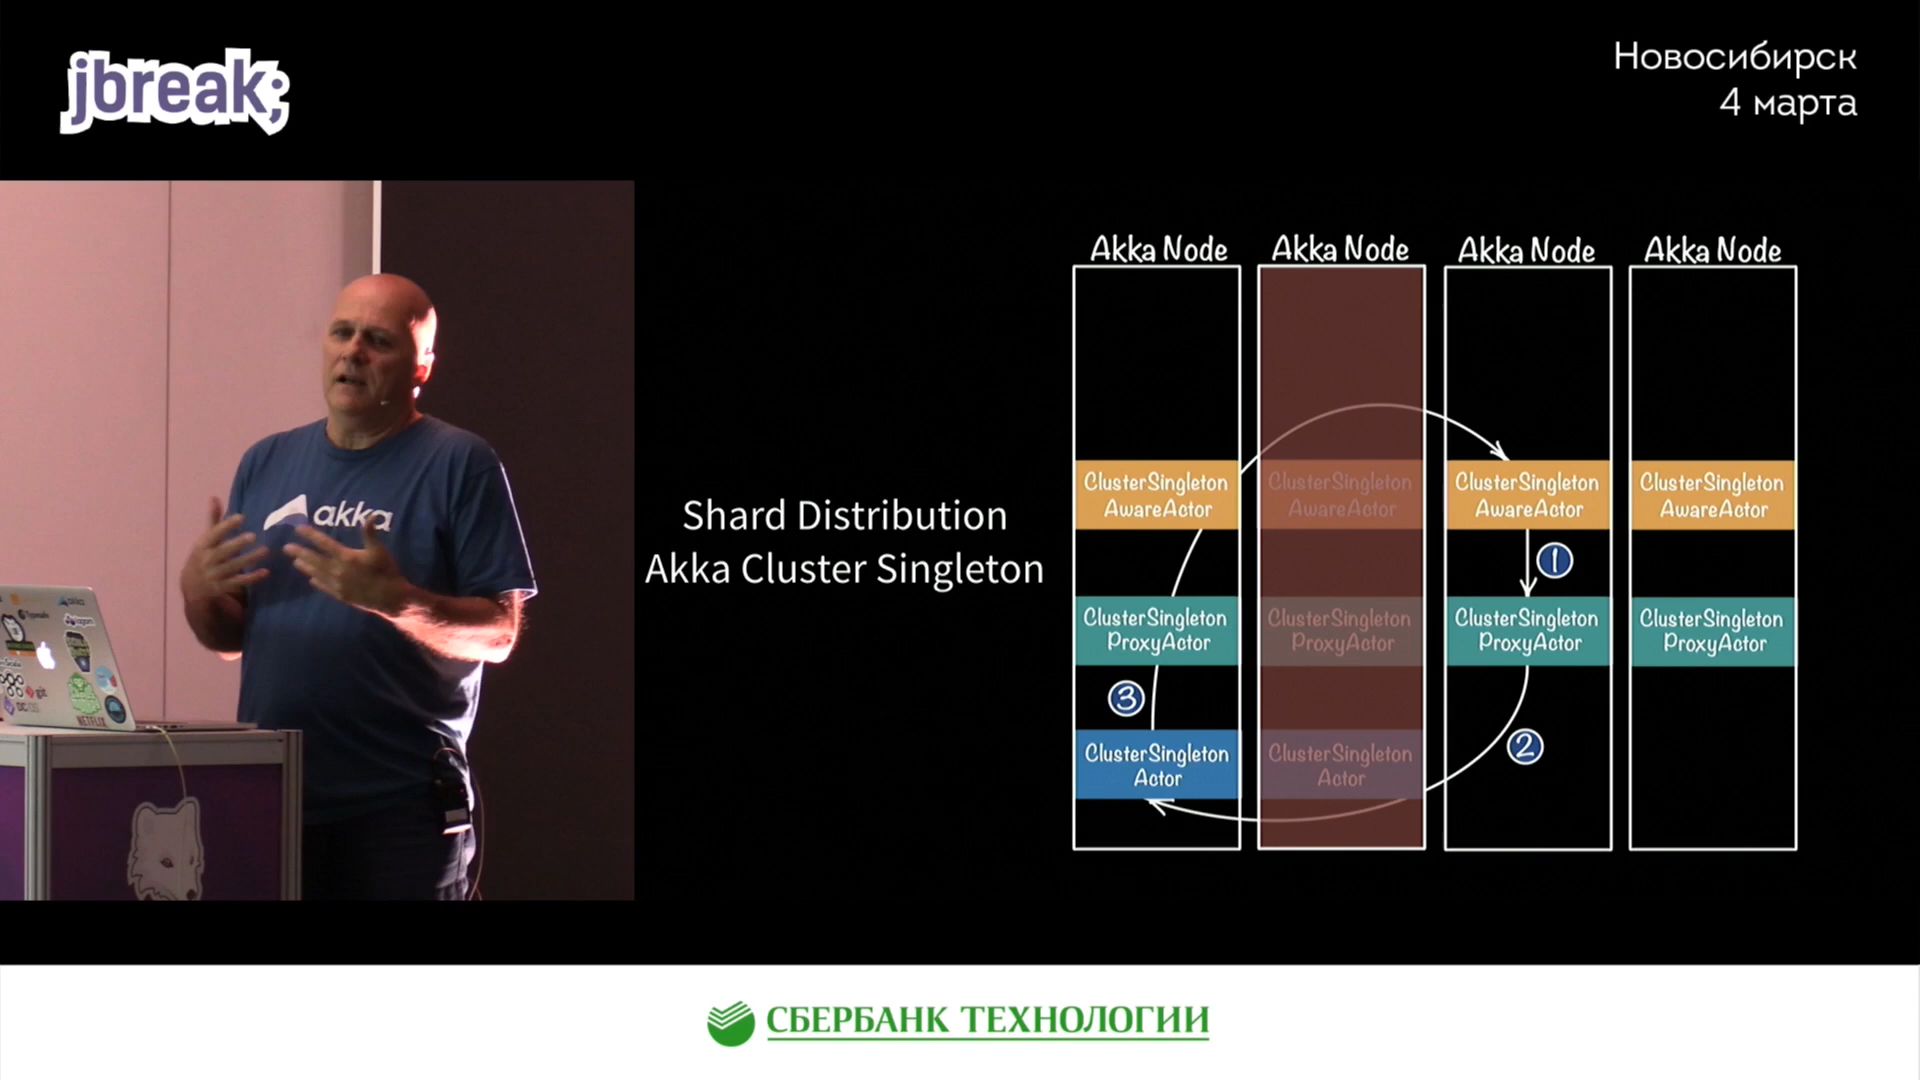 jbreak;
Новосибирск
4 марта
akka
NETFLIX
git
Shard Distribution
Akka Cluster Singleton
Akka Node
Akka Node
Akka Node
Akka Node
ClusterSingleton
AwareActor
ClusterSingleton
AwareActor
ClusterSingleton
AwareActor
ClusterSingleton
AwareActor
1
ClusterSingleton
ProxyActor
ClusterSingleton
ProxyActor
ClusterSingleton
ProxyActor
ClusterSingleton
ProxyActor
3
2
ClusterSingleton
Actor
ClusterSingleton
Actor
СБЕРБАНК ТЕХНОЛОГИИ